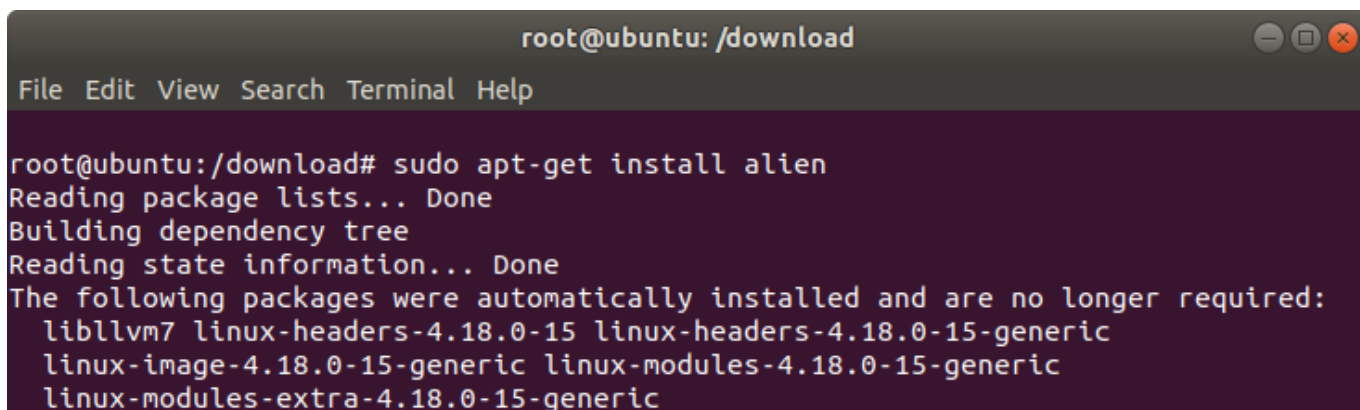 root@ubuntu: /download
File Edit View Search Terminal Help
root@ubuntu:/download# sudo apt-get install alien
Reading package lists... Done
Building dependency tree
Reading state information... Done
The following packages were automatically installed and are no longer required:
  libllvm7 linux-headers-4.18.0-15 linux-headers-4.18.0-15-generic
  linux-image-4.18.0-15-generic linux-modules-4.18.0-15-generic
  linux-modules-extra-4.18.0-15-generic